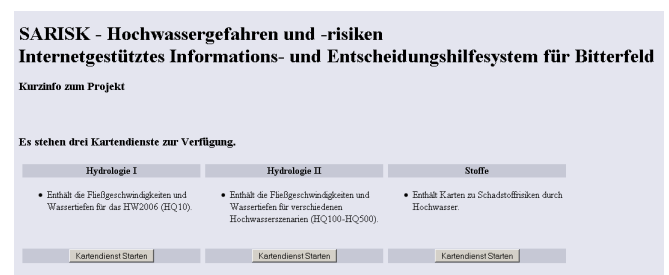 SARISK - Hochwassergefahren und -risiken
Internetgestütztes Informations- und Entscheidungshilfesystem für Bitterfeld
Kurzinfo zum Projekt
Es stehen drei Kartendienste zur Verfügung.
Hydrologie I
Hydrologie II
Stoffe
• Enthält die Fließgeschwindigkeiten und
Wassertiefen für das HW2006 (HQ10).
• Enthält die Fließgeschwindigkeiten und
Wassertiefen für verschiedenen
Hochwasserszenarien (HQ100-HQ500).
• Enthält Karten zu Schadstoffrisiken durch
Hochwasser.
Kartendienst Starten
Kartendienst Starten
Kartendienst Starten